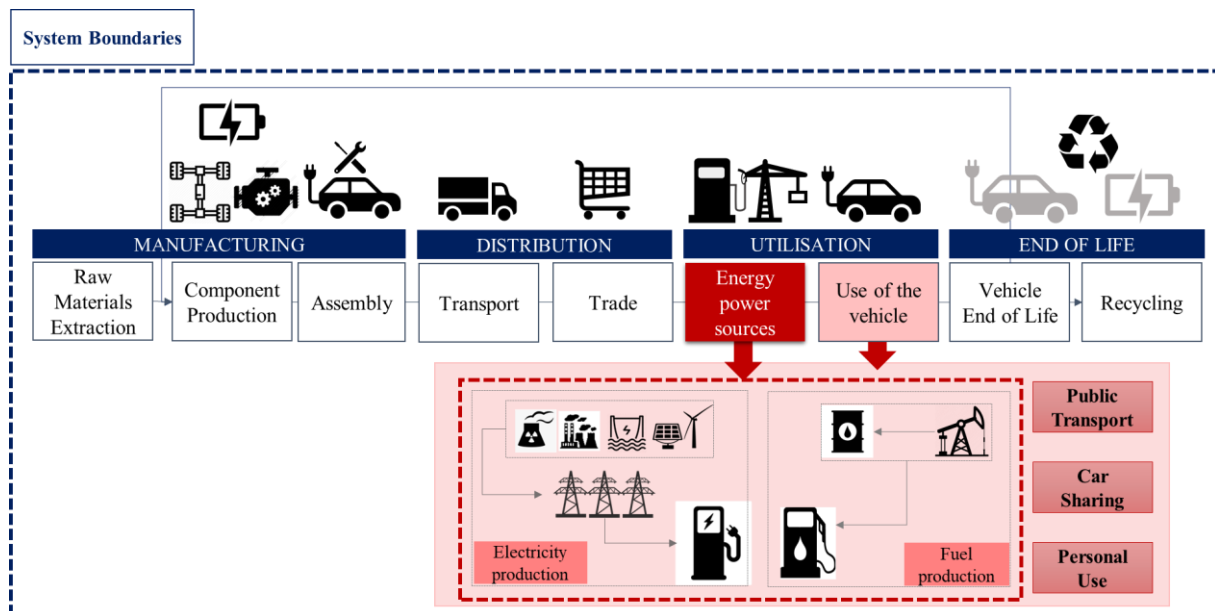 System Boundaries
MANUFACTURING
DISTRIBUTION
UTILISATION
END OF LIFE
Raw
Materials
Extraction
Component
Production
Assembly
Transport
Trade
Energy
power
sources
Use of the
vehicle
Vehicle
End of Life
Recycling
Public
Transport
Car
Sharing
Personal
Use
Electricity
production
Fuel
production